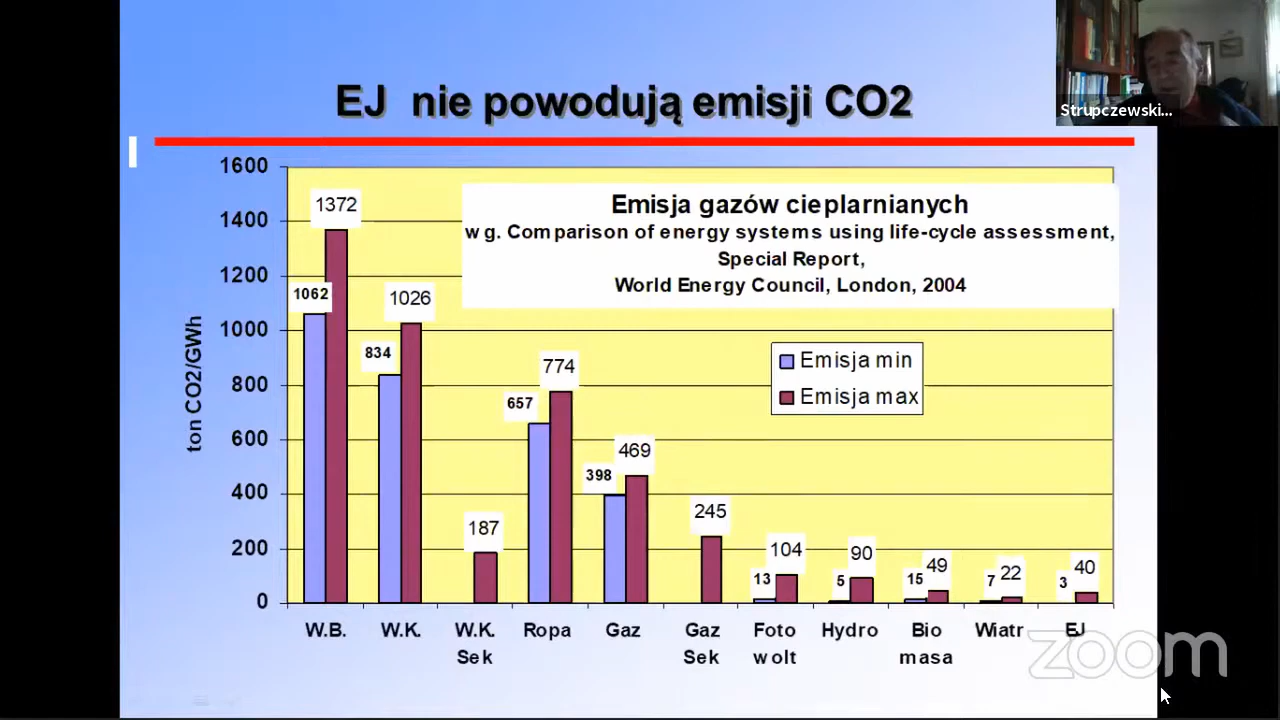 EJ nie powodują emisji CO2
Strupczewski...
Emisja gazów cieplarnianych
wg. Comparison of energy systems using life-cycle assessment,
Special Report,
World Energy Council, London, 2004
ton CO2/GWh
1600
1400
1200
1000
800
600
400
200
0
Emisja min
Emisja max
1062
1372
834
1026
187
657
774
398
469
245
13
104
5
90
15
49
7
22
3
40
W.B.
W.K.
W.K.
Sek
Ropa
Gaz
Gaz
Sek
Foto
wolt
Hydro
Bio
masa
Wiatr
EJ
zoom